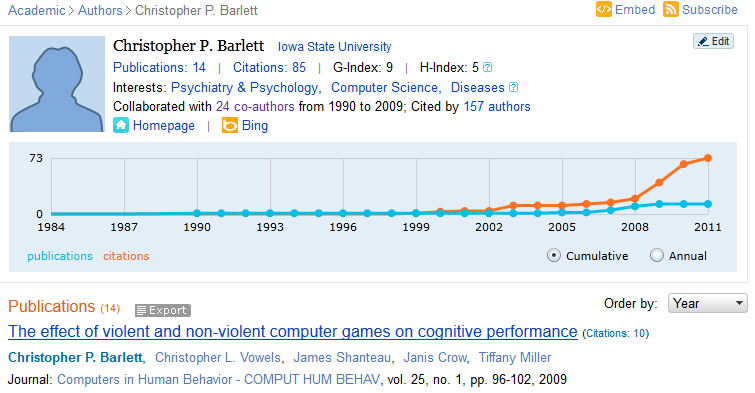 Academic > Authors > Christopher P. Barlett
Embed Subscribe
Christopher P. Barlett Iowa State University
Edit
Publications: 14 | Citations: 85 | G-Index: 9 | H-Index: 5 ?
Interests: Psychiatry & Psychology, Computer Science, Diseases ?
Collaborated with 24 co-authors from 1990 to 2009; Cited by 157 authors
Homepage | Bing
73
0
1984 1987 1990 1993 1996 1999 2002 2005 2008 2011
publications citations
Cumulative Annual
Publications (14) Export
Order by: Year
The effect of violent and non-violent computer games on cognitive performance (Citations: 10)
Christopher P. Barlett, Christopher L. Vowels, James Shanteau, Janis Crow, Tiffany Miller
Journal: Computers in Human Behavior - COMPUT HUM BEHAV, vol. 25, no. 1, pp. 96-102, 2009